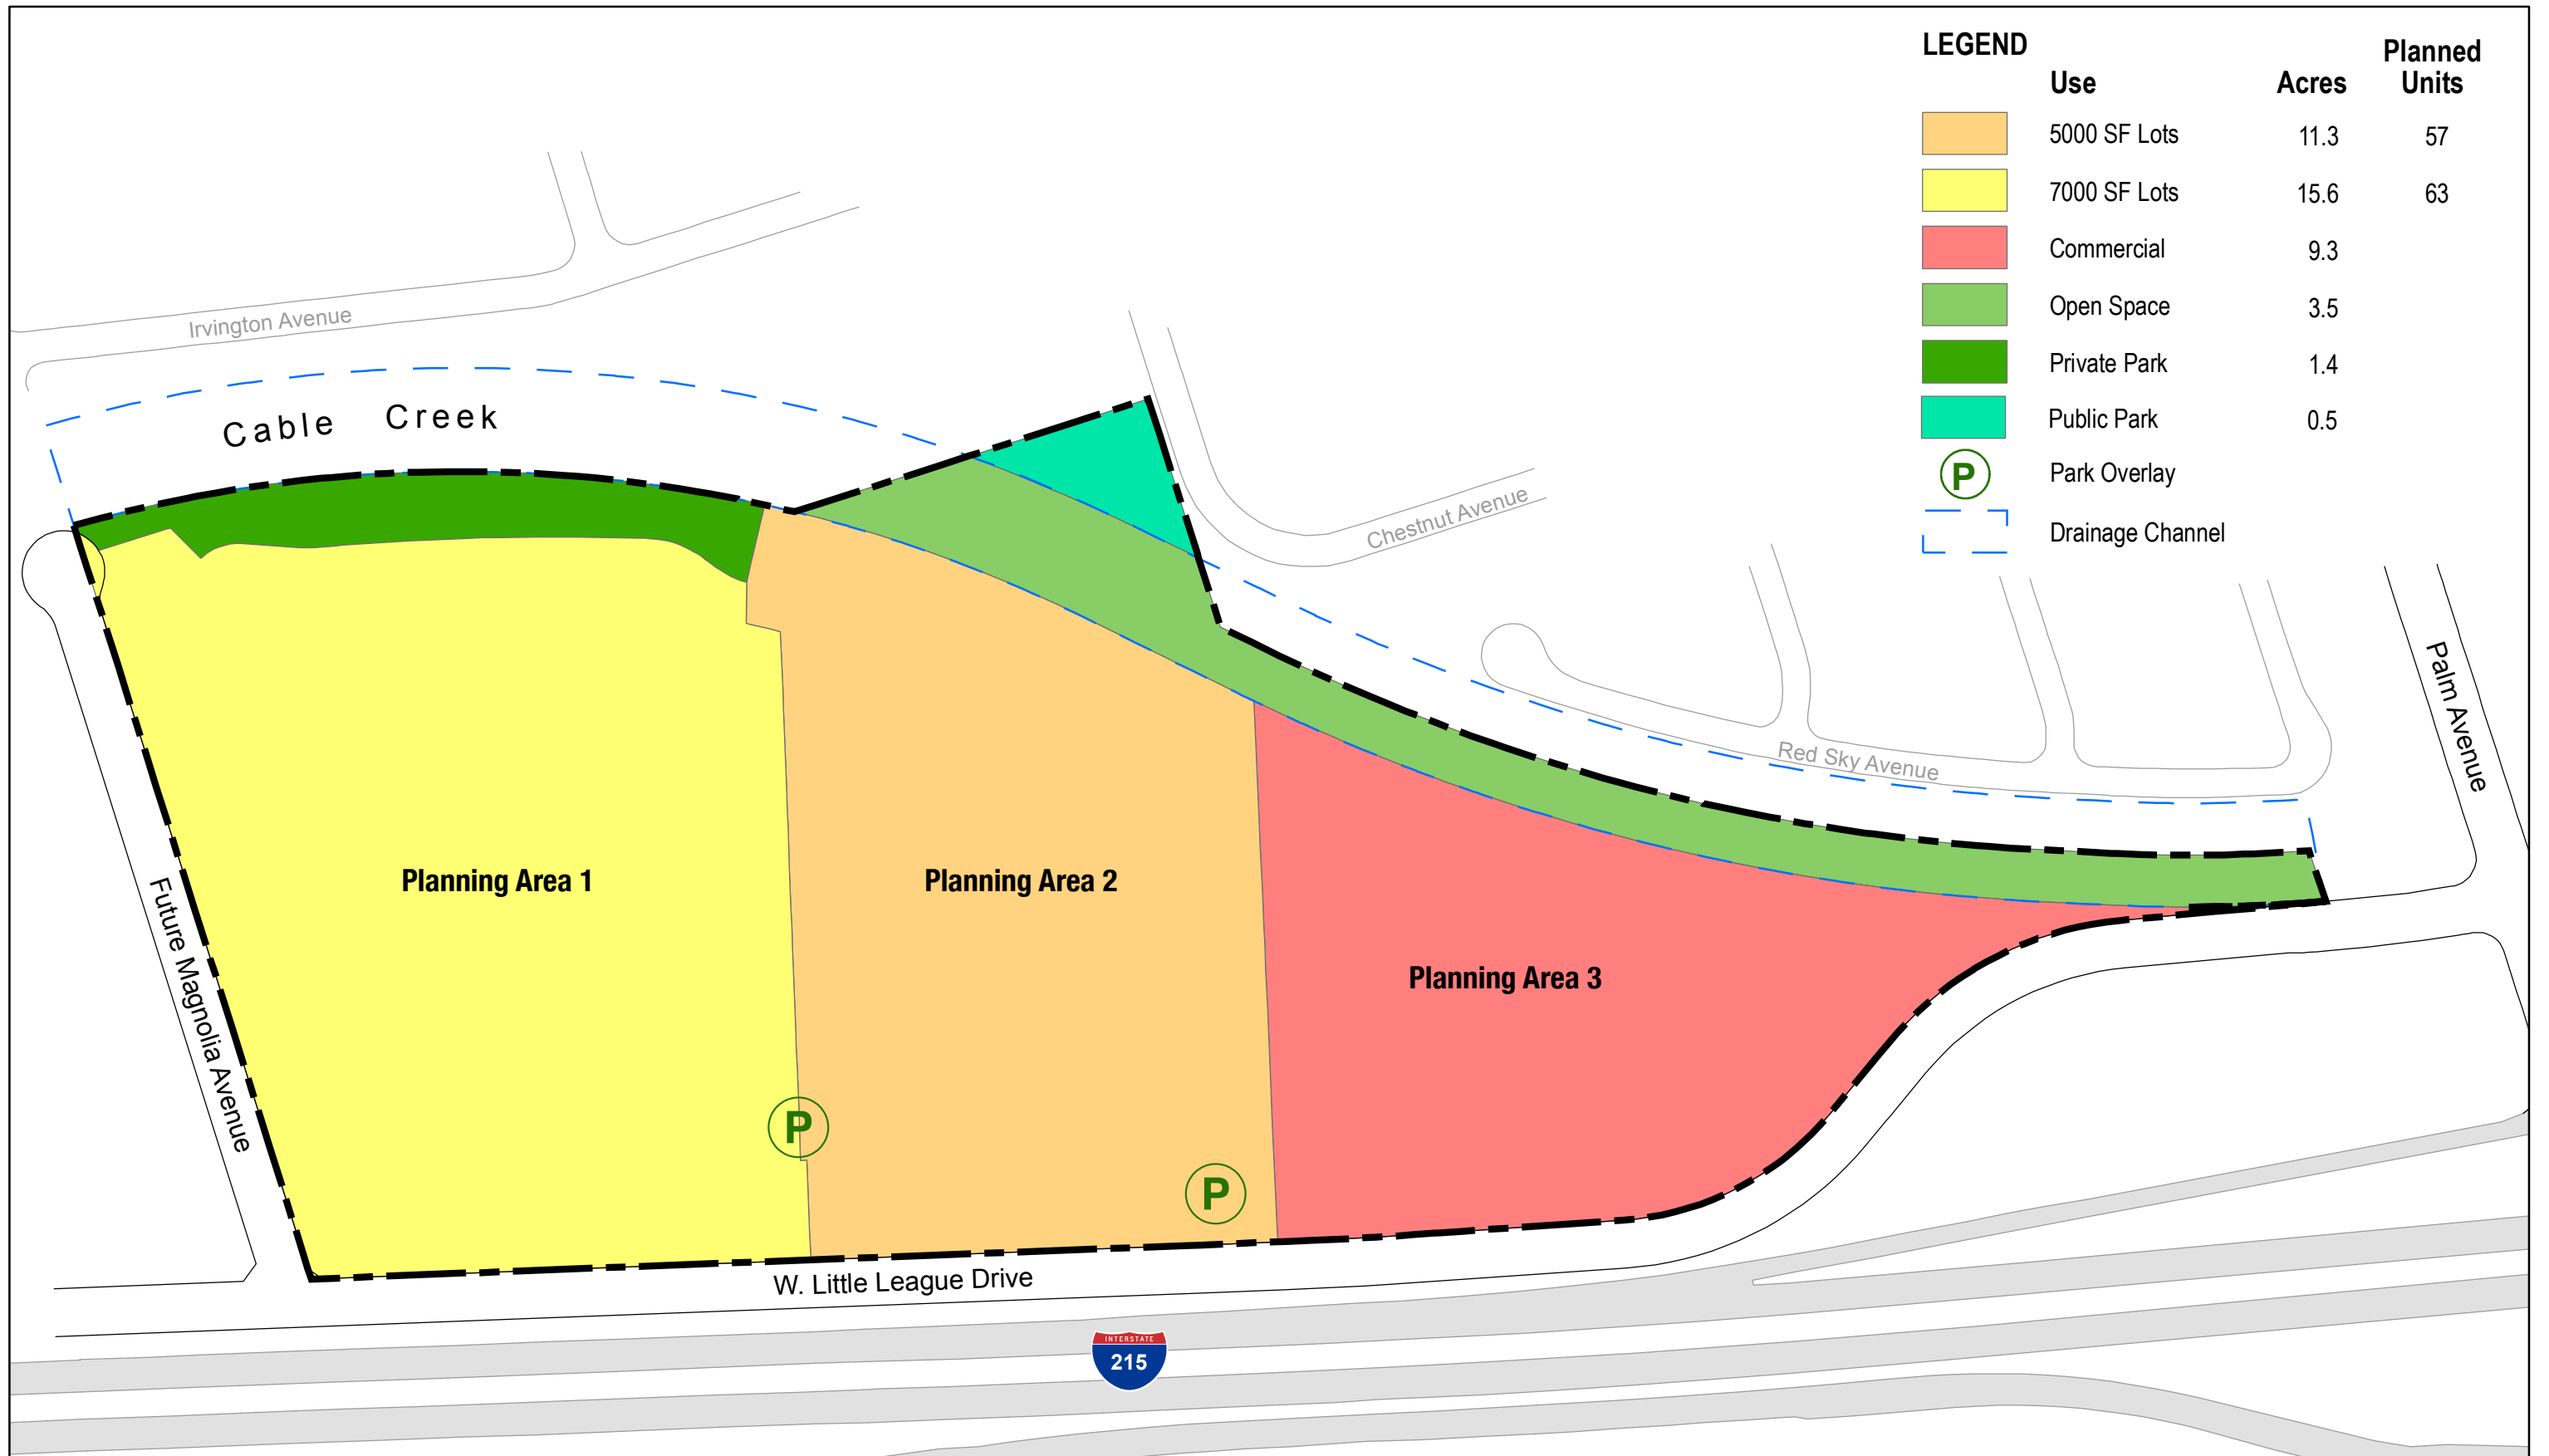 LEGEND
Use Acres Planned Units
5000 SF Lots 11.3 57
7000 SF Lots 15.6 63
Commercial 9.3
Open Space 3.5
Private Park 1.4
Public Park 0.5
P Park Overlay
Drainage Channel
Irvington Avenue
Cable Creek
Chestnut Avenue
Red Sky Avenue
Palm Avenue
Planning Area 1
Planning Area 2
Planning Area 3
Future Magnolia Avenue
P
P
W. Little League Drive
INTERSTATE
215